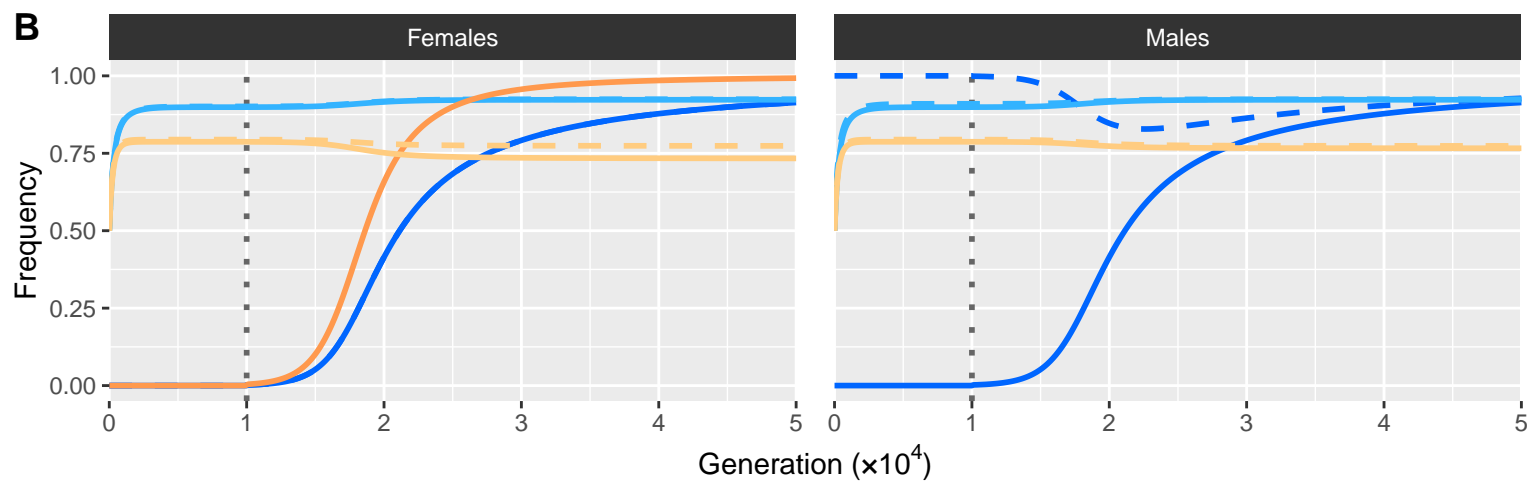 B
Females
Males
Frequency
1.00
0.75
0.50
0.25
0.00
0 1 2 3 4 5
0 1 2 3 4 5
Generation (×10⁴)